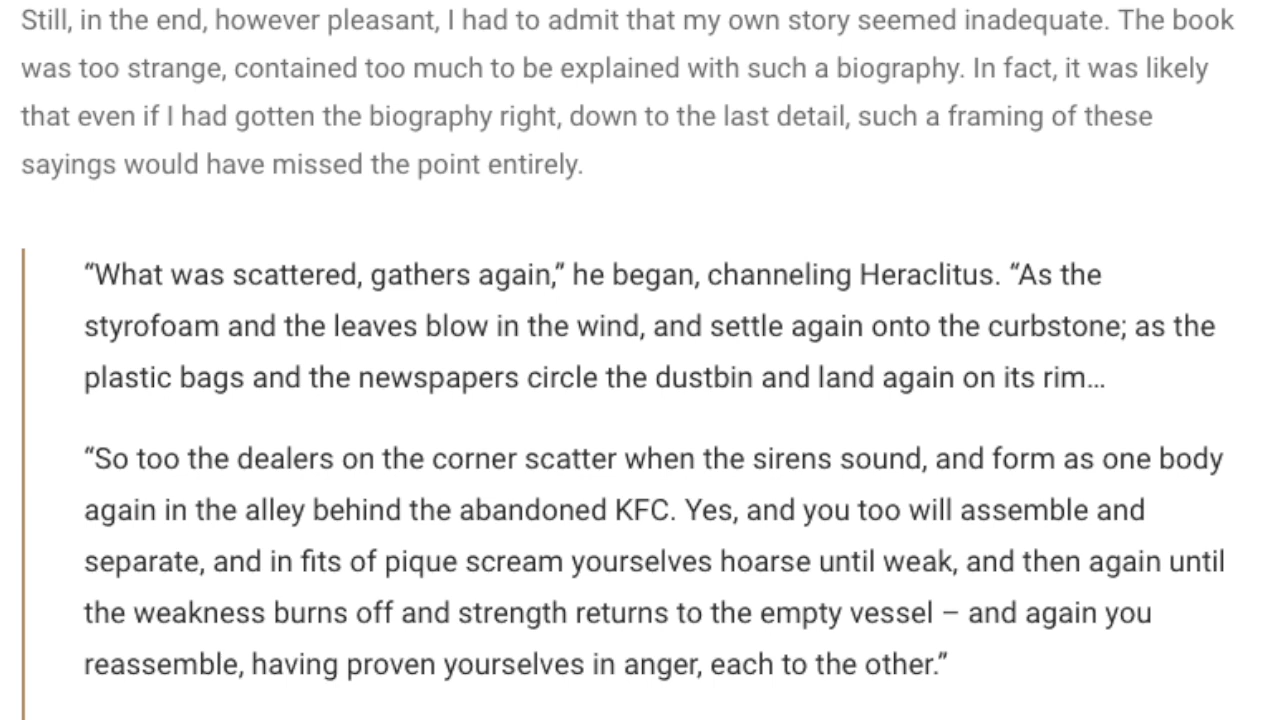 Still, in the end, however pleasant, I had to admit that my own story seemed inadequate. The book
was too strange, contained too much to be explained with such a biography. In fact, it was likely
that even if I had gotten the biography right, down to the last detail, such a framing of these
sayings would have missed the point entirely.
“What was scattered, gathers again,” he began, channeling Heraclitus. “As the
styrofoam and the leaves blow in the wind, and settle again onto the curbstone; as the
plastic bags and the newspapers circle the dustbin and land again on its rim…
“So too the dealers on the corner scatter when the sirens sound, and form as one body
again in the alley behind the abandoned KFC. Yes, and you too will assemble and
separate, and in fits of pique scream yourselves hoarse until weak, and then again until
the weakness burns off and strength returns to the empty vessel – and again you
reassemble, having proven yourselves in anger, each to the other.”